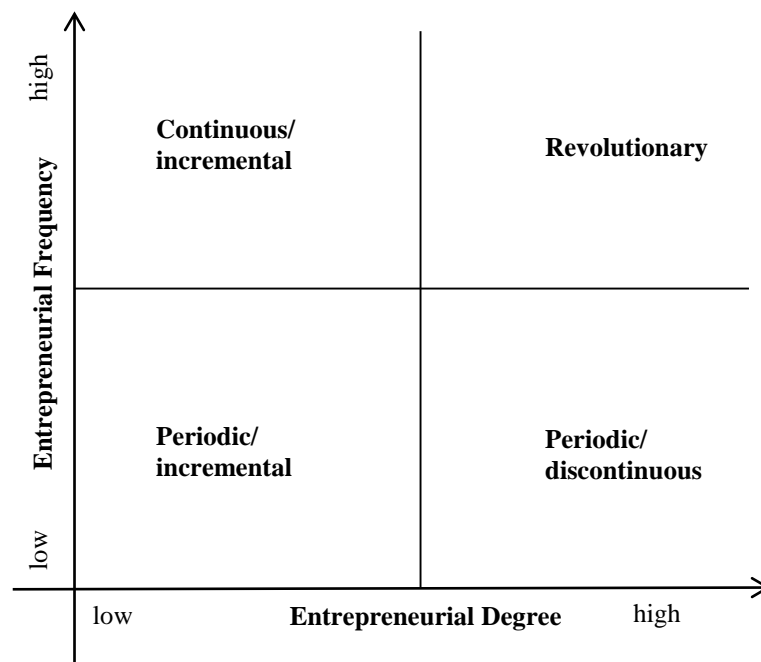 high
Continuous/
incremental
Revolutionary
Entrepreneurial Frequency
Periodic/
incremental
Periodic/
discontinuous
low
low
Entrepreneurial Degree
high